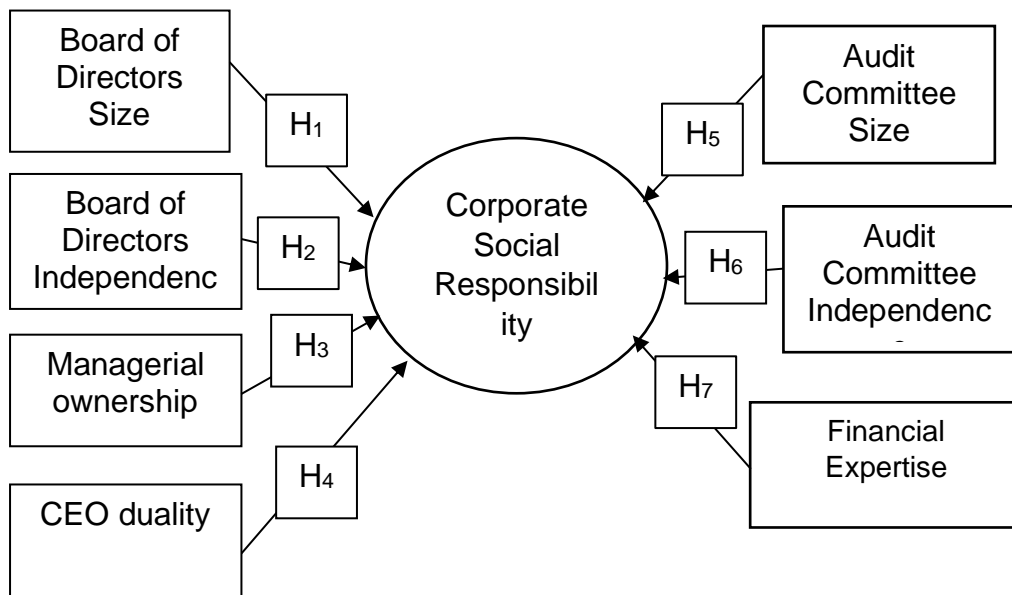 Board of
Directors
Size
H1
Board of
Directors
Independenc
H2
Managerial
ownership
H3
CEO duality
H4
Corporate
Social
Responsibil
ity
Audit
Committee
Size
H5
Audit
Committee
Independenc
H6
Financial
Expertise
H7